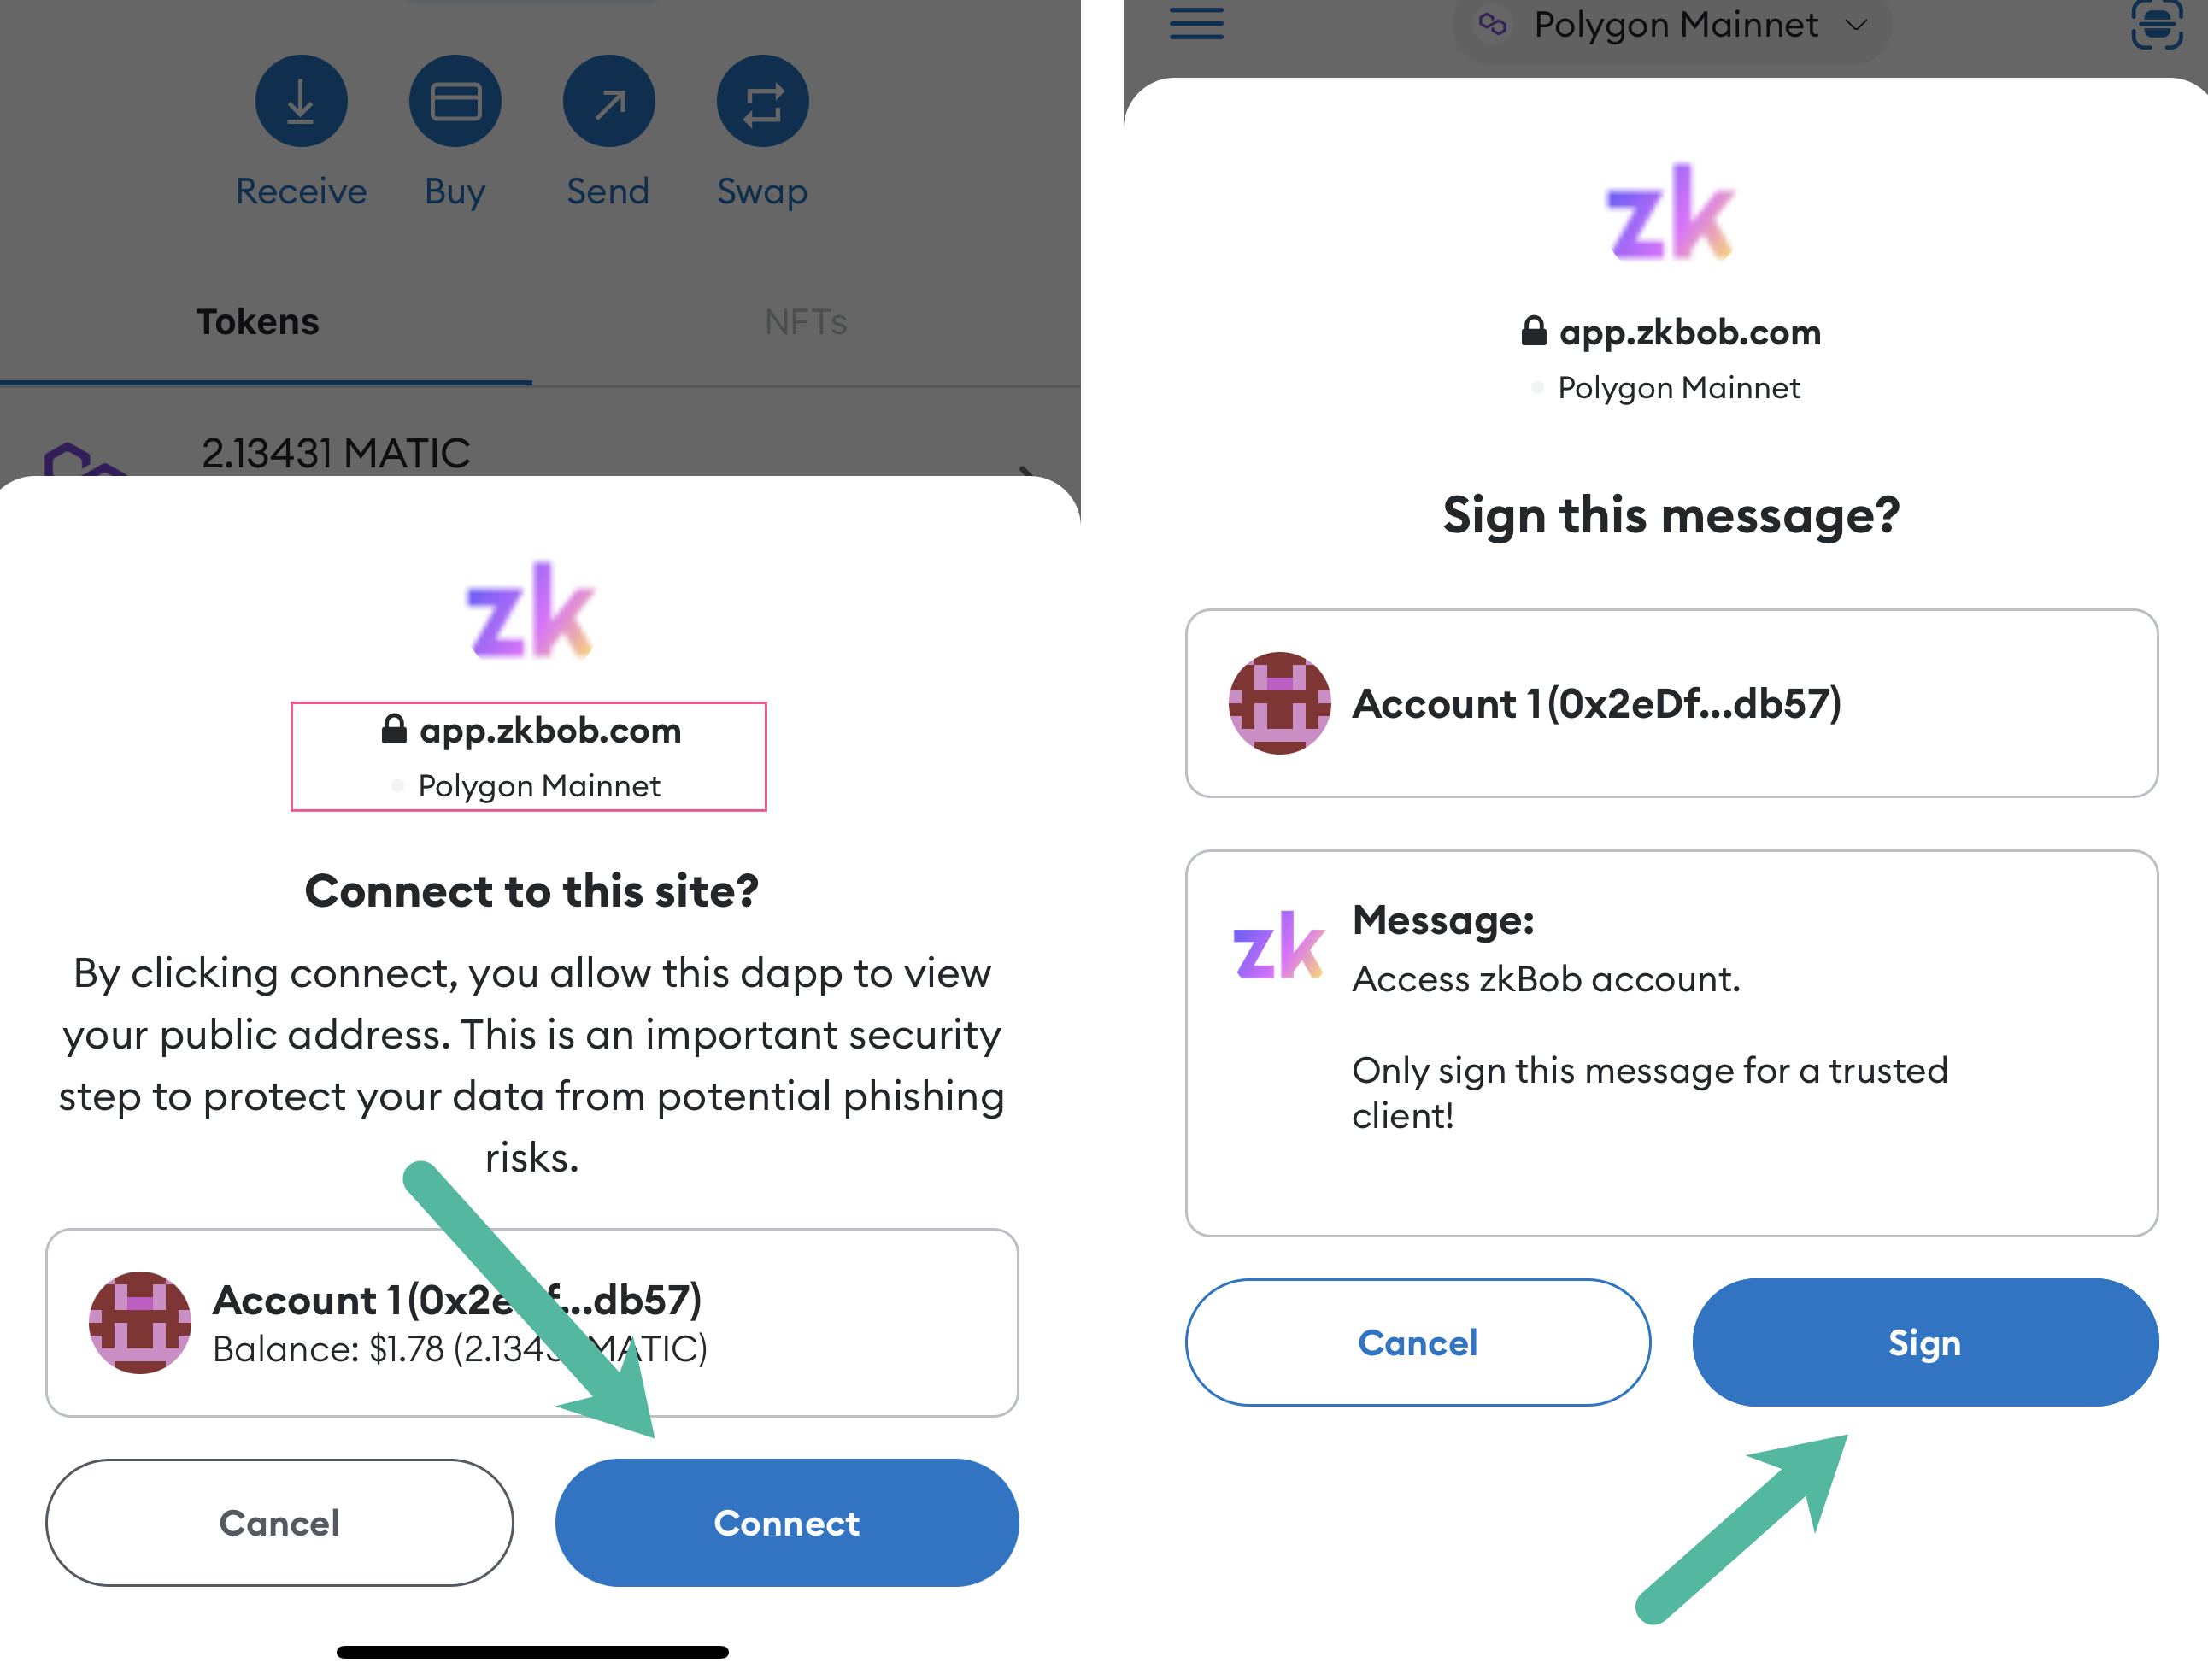 Receive Buy Send Swap
Tokens NFTs
2.13431 MATIC
zk
app.zkbob.com
Polygon Mainnet
Connect to this site?
By clicking connect, you allow this dapp to view
your public address. This is an important security
step to protect your data from potential phishing
risks.
Account 1 (0x2eDf...db57)
Balance: $1.78 (2.13431 MATIC)
Cancel Connect
Polygon Mainnet
zk
app.zkbob.com
Polygon Mainnet
Sign this message?
Account 1 (0x2eDf...db57)
zk
Message:
Access zkBob account.
Only sign this message for a trusted
client!
Cancel Sign